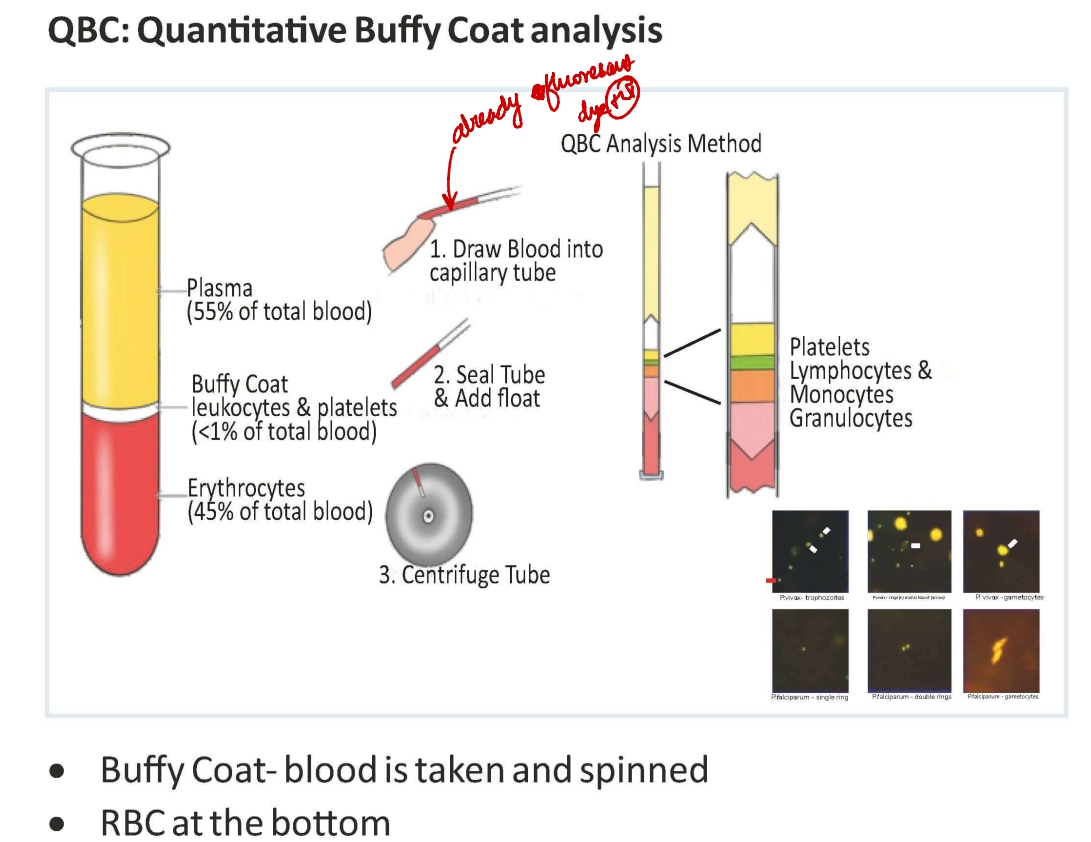 QBC: Quantitative Buffy Coat analysis
already fluorescent
dye
QBC Analysis Method
1. Draw Blood into
capillary tube
Plasma
(55% of total blood)
2. Seal Tube
& Add float
Platelets
Lymphocytes &
Monocytes
Granulocytes
Buffy Coat
leukocytes & platelets
(<1% of total blood)
Erythrocytes
(45% of total blood)
3. Centrifuge Tube
P.vivax- trophozoites
P. vivax -gametocytes
P.falciparum - single ring
P.falciparum - double rings
P.falciparum - gametocytes
• Buffy Coat- blood is taken and spinned
• RBC at the bottom